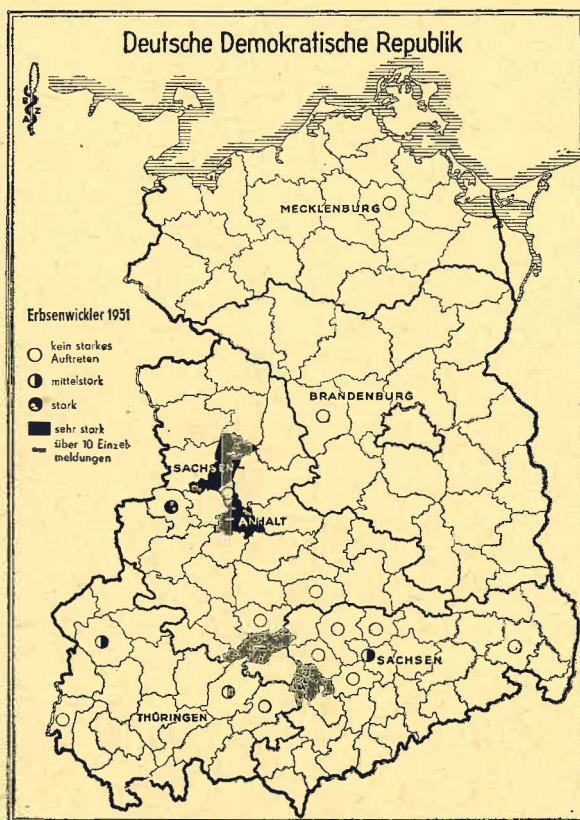 Deutsche Demokratische Republik
N
MECKLENBURG
Erbsenwickler 1951
kein starkes
Auftreten
mittelstark
stark
sehr stark
über 10 Einzel-
meldungen
BRANDENBURG
SACHSEN
ANHALT
SACHSEN
THÜRINGEN